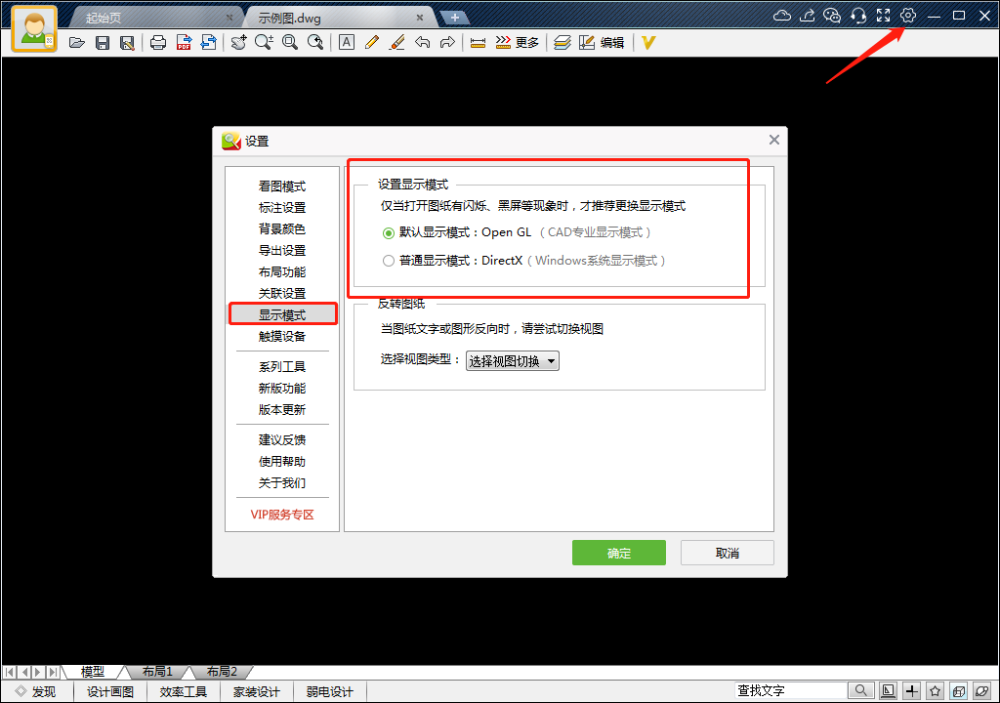 起始页
示例图.dwg
PDF
A
更多
编辑
设置
看图模式
标注设置
背景颜色
导出设置
布局功能
关联设置
显示模式
触摸设备
系列工具
新版功能
版本更新
建议反馈
使用帮助
关于我们
VIP服务专区
设置显示模式
仅当打开图纸有闪烁、黑屏等现象时，才推荐更换显示模式
默认显示模式：Open GL （ CAD专业显示模式 ）
普通显示模式：DirectX（ Windows系统显示模式 ）
反转图纸
当图纸文字或图形反向时，请尝试切换视图
选择视图类型： 选择视图切换
确定
取消
模型
布局1
布局2
发现
设计画图
效率工具
家装设计
弱电设计
查找文字